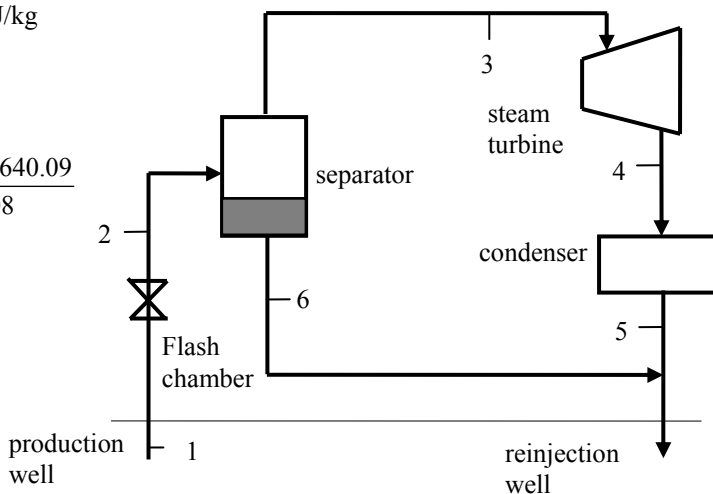 J/kg
3
steam
turbine
640.09
8
separator
4
2
condenser
6
5
Flash
chamber
production
well
1
reinjection
well